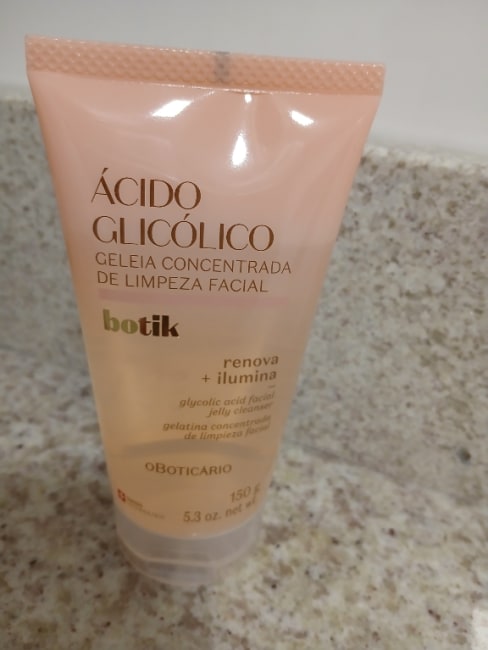 ÁCIDO
GLICÓLICO
GELEIA CONCENTRADA
DE LIMPEZA FACIAL
botik
renova
+ ilumina
glycolic acid facial
jelly cleanser
gelatina concentrada
de limpieza facial
oBOTICÁRIO
150 g
5.3 oz. net wt.